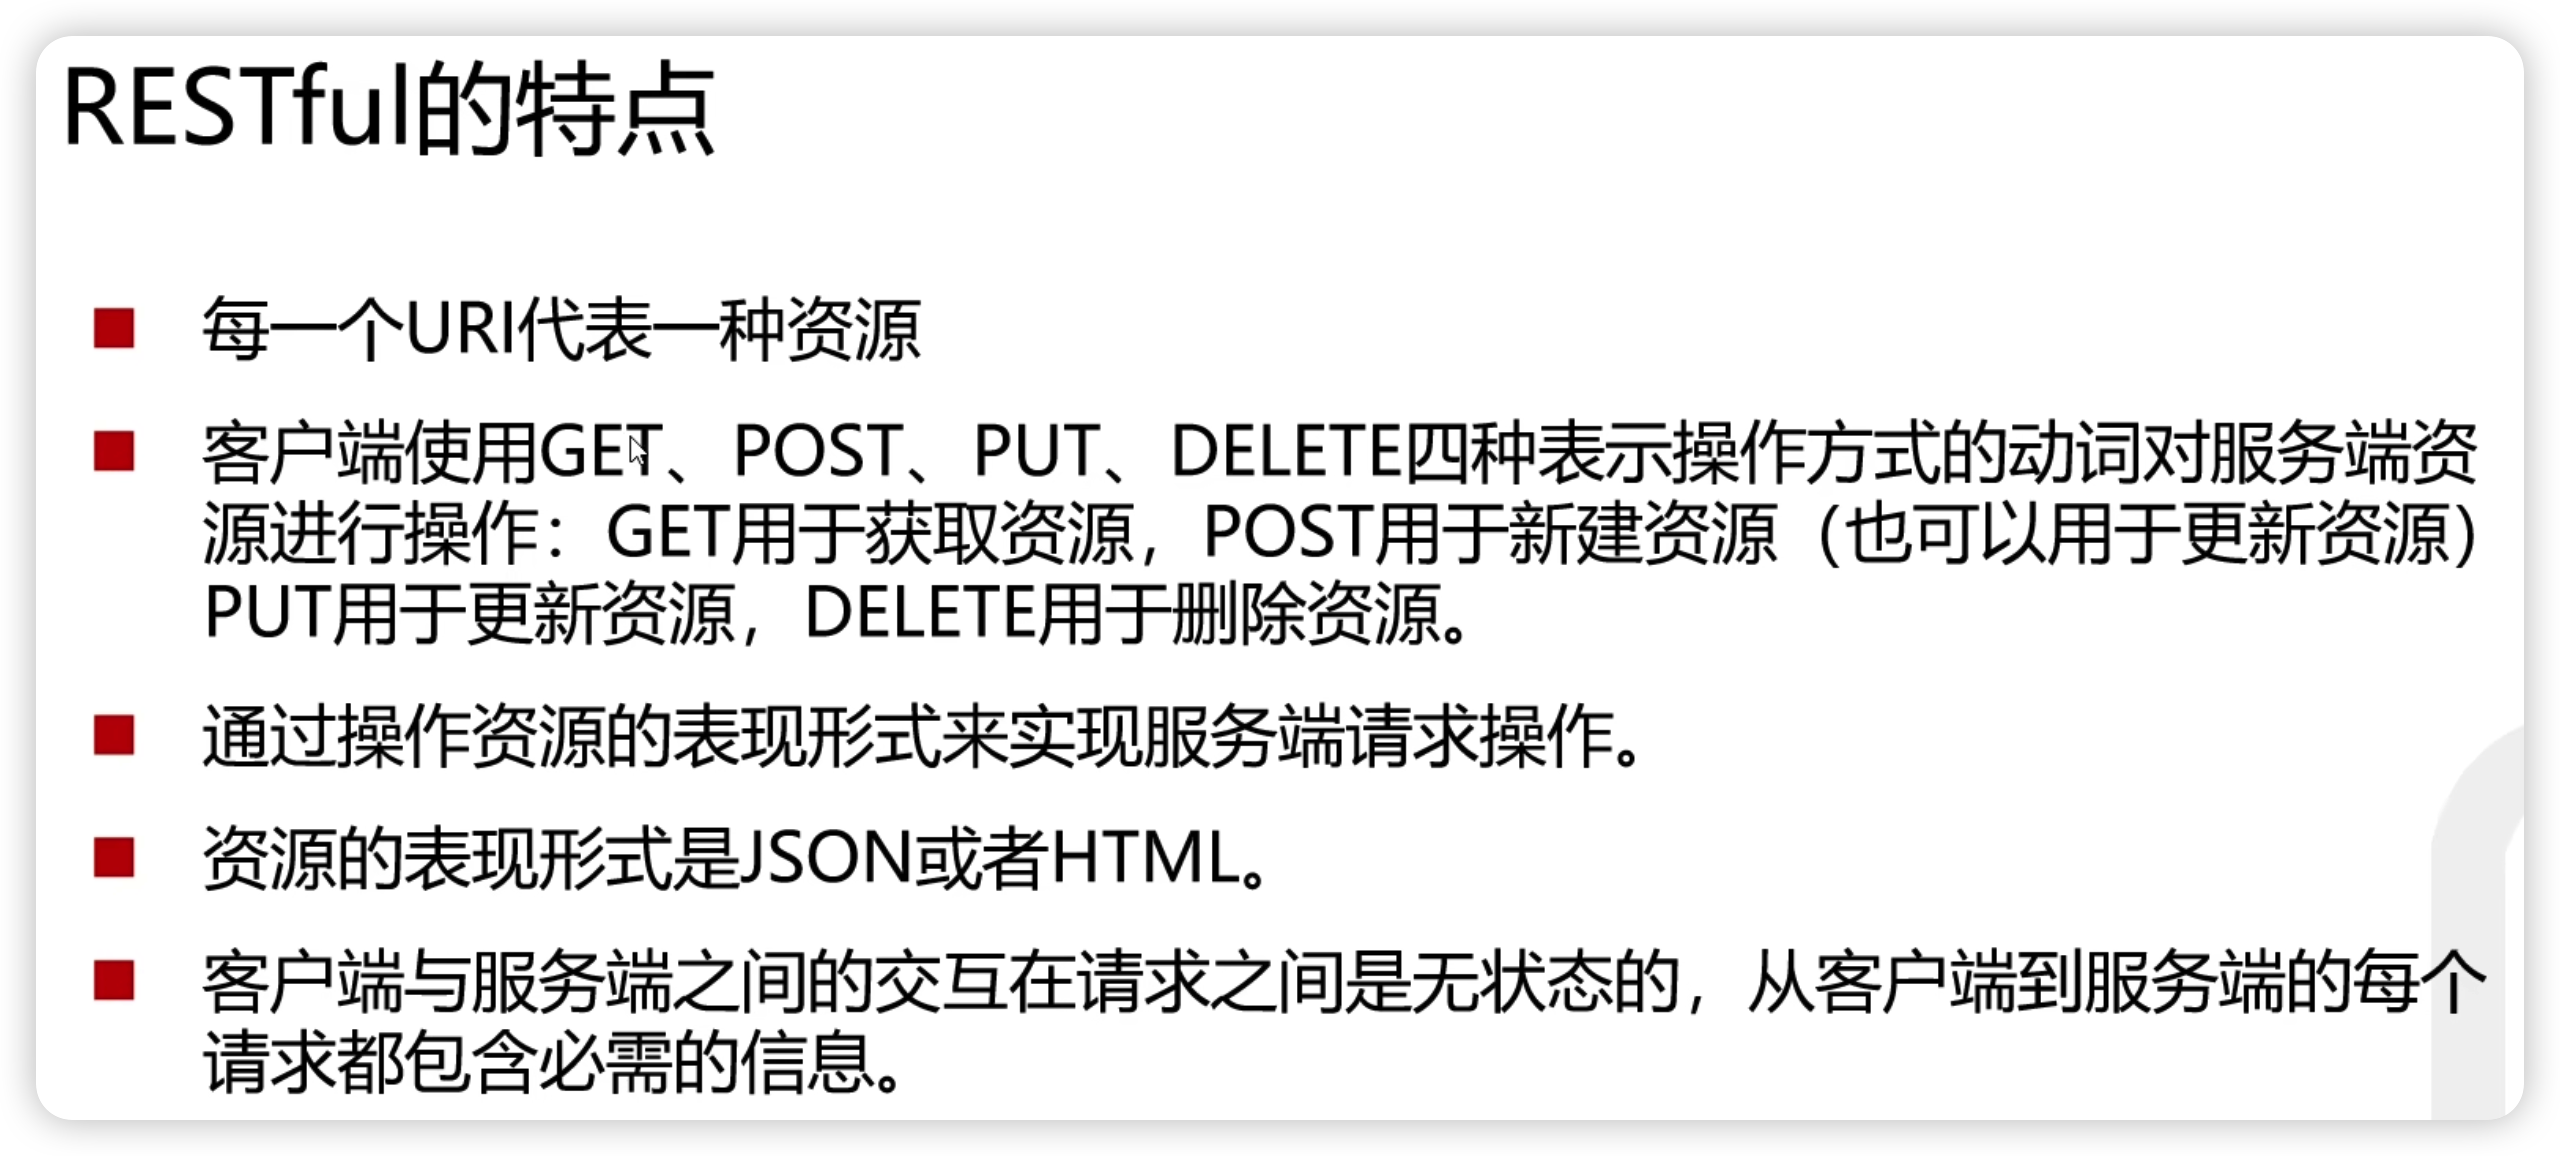 RESTful的特点
每一个URI代表一种资源
客户端使用GET、POST、PUT、DELETE四种表示操作方式的动词对服务端资
源进行操作：GET用于获取资源，POST用于新建资源（也可以用于更新资源）
PUT用于更新资源，DELETE用于删除资源。
通过操作资源的表现形式来实现服务端请求操作。
资源的表现形式是JSON或者HTML。
客户端与服务端之间的交互在请求之间是无状态的，从客户端到服务端的每个
请求都包含必需的信息。